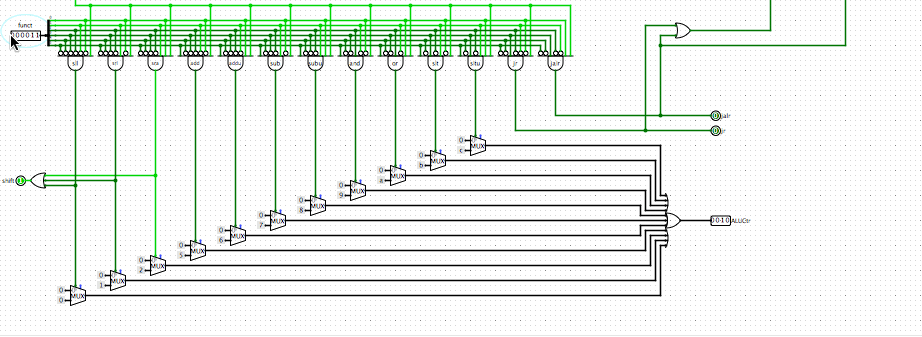 funct
000011
sll
srl
sra
add
addu
sub
subu
and
or
slt
sltu
jr
jalr
jalr
jr
0 MUX
c
0 MUX
b
0 MUX
a
0 MUX
9
0 MUX
8
0 MUX
7
0 MUX
6
0 MUX
5
0 MUX
2
0 MUX
1
0 MUX
0
shift
0010 ALUCtr